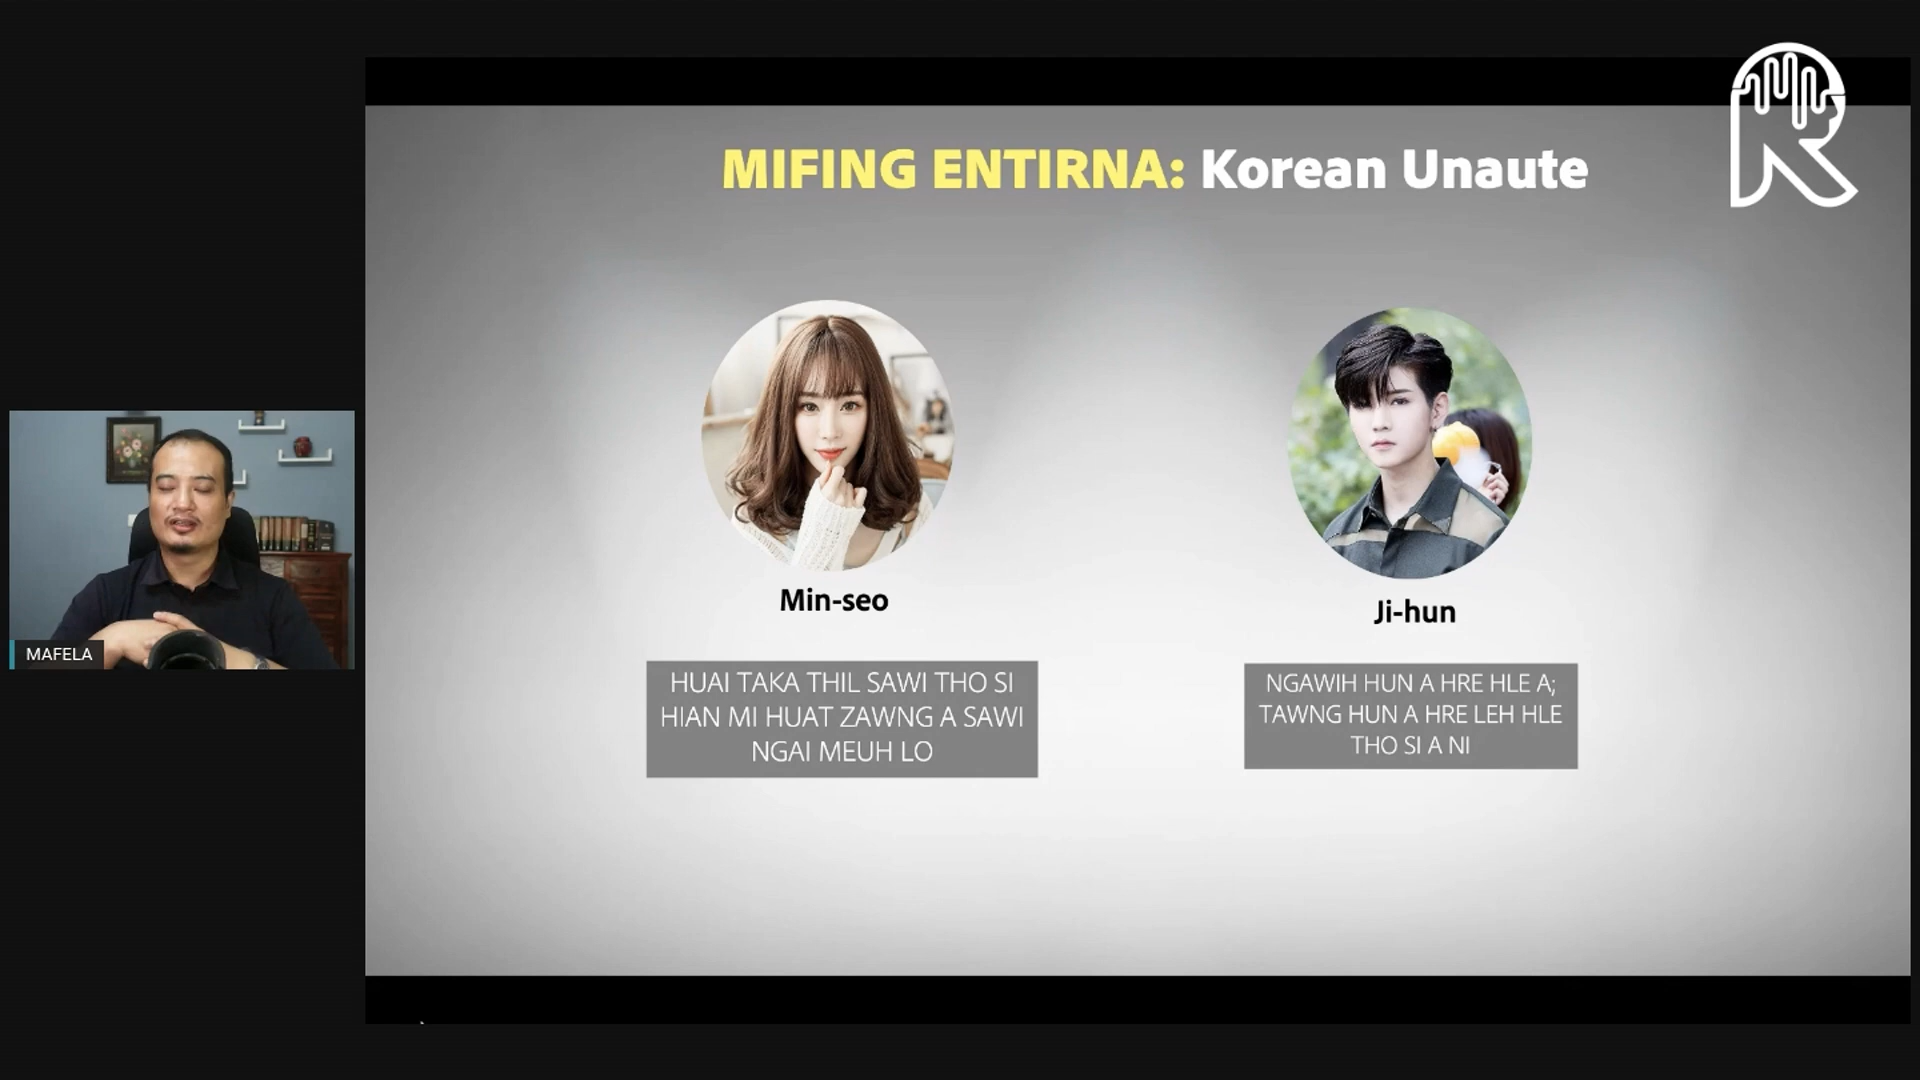 MIFING ENTIRNA: Korean Unaute
Min-seo
HUAI TAKA THIL SAWI THO SI
HIAN MI HUAT ZAWNG A SAWI
NGAI MEUH LO
Ji-hun
NGAWIH HUN A HRE HLE A;
TAWNG HUN A HRE LEH HLE
THO SI A NI
MAFELA